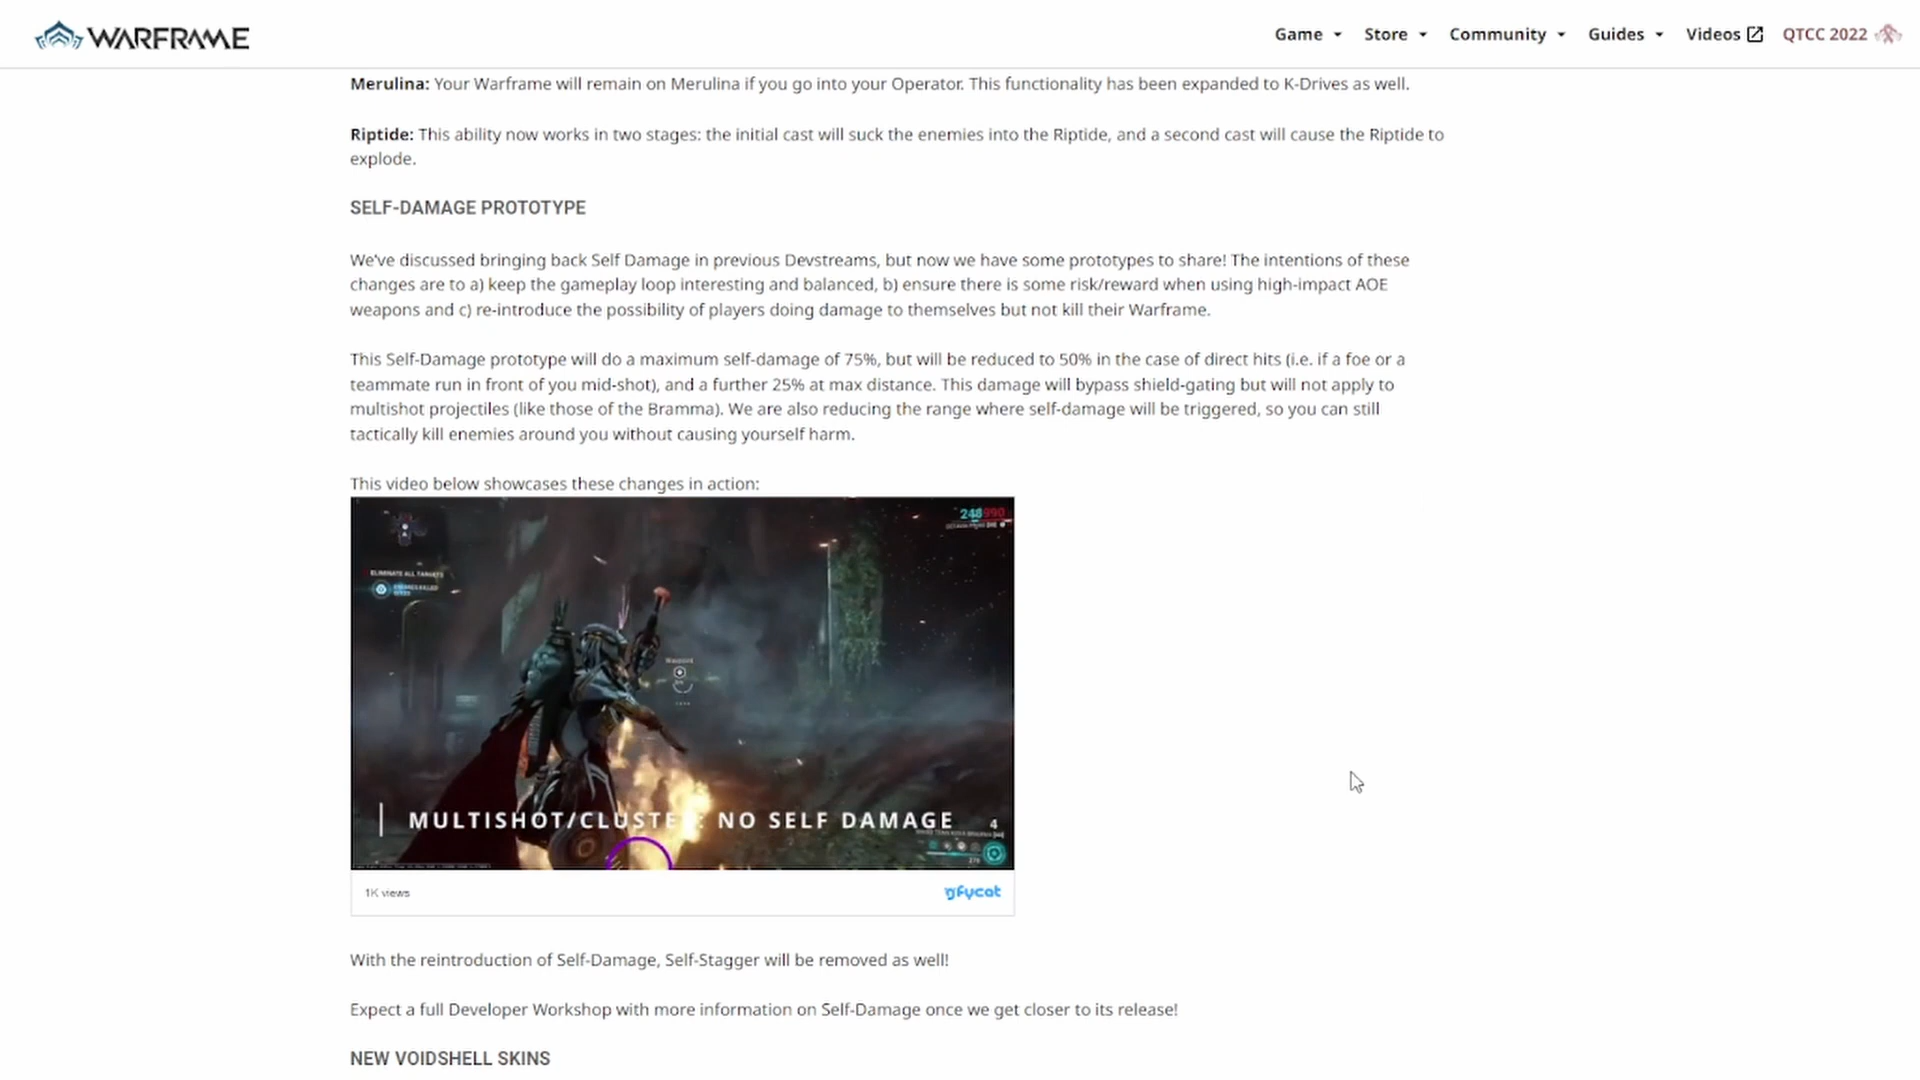 WARFRAME
Game Store Community Guides Videos QTCC 2022
Merulina: Your Warframe will remain on Merulina if you go into your Operator. This functionality has been expanded to K-Drives as well.
Riptide: This ability now works in two stages: the initial cast will suck the enemies into the Riptide, and a second cast will cause the Riptide to
explode.
SELF-DAMAGE PROTOTYPE
We've discussed bringing back Self Damage in previous Devstreams, but now we have some prototypes to share! The intentions of these
changes are to a) keep the gameplay loop interesting and balanced, b) ensure there is some risk/reward when using high-impact AOE
weapons and c) re-introduce the possibility of players doing damage to themselves but not kill their Warframe.
This Self-Damage prototype will do a maximum self-damage of 75%, but will be reduced to 50% in the case of direct hits (i.e. if a foe or a
teammate run in front of you mid-shot), and a further 25% at max distance. This damage will bypass shield-gating but will not apply to
multishot projectiles (like those of the Bramma). We are also reducing the range where self-damage will be triggered, so you can still
tactically kill enemies around you without causing yourself harm.
This video below showcases these changes in action:
248 990
ELIMINATE ALL TARGETS
Waypoint
MULTISHOT/CLUSTER: NO SELF DAMAGE
4
270
1K views
gfycat
With the reintroduction of Self-Damage, Self-Stagger will be removed as well!
Expect a full Developer Workshop with more information on Self-Damage once we get closer to its release!
NEW VOIDSHELL SKINS